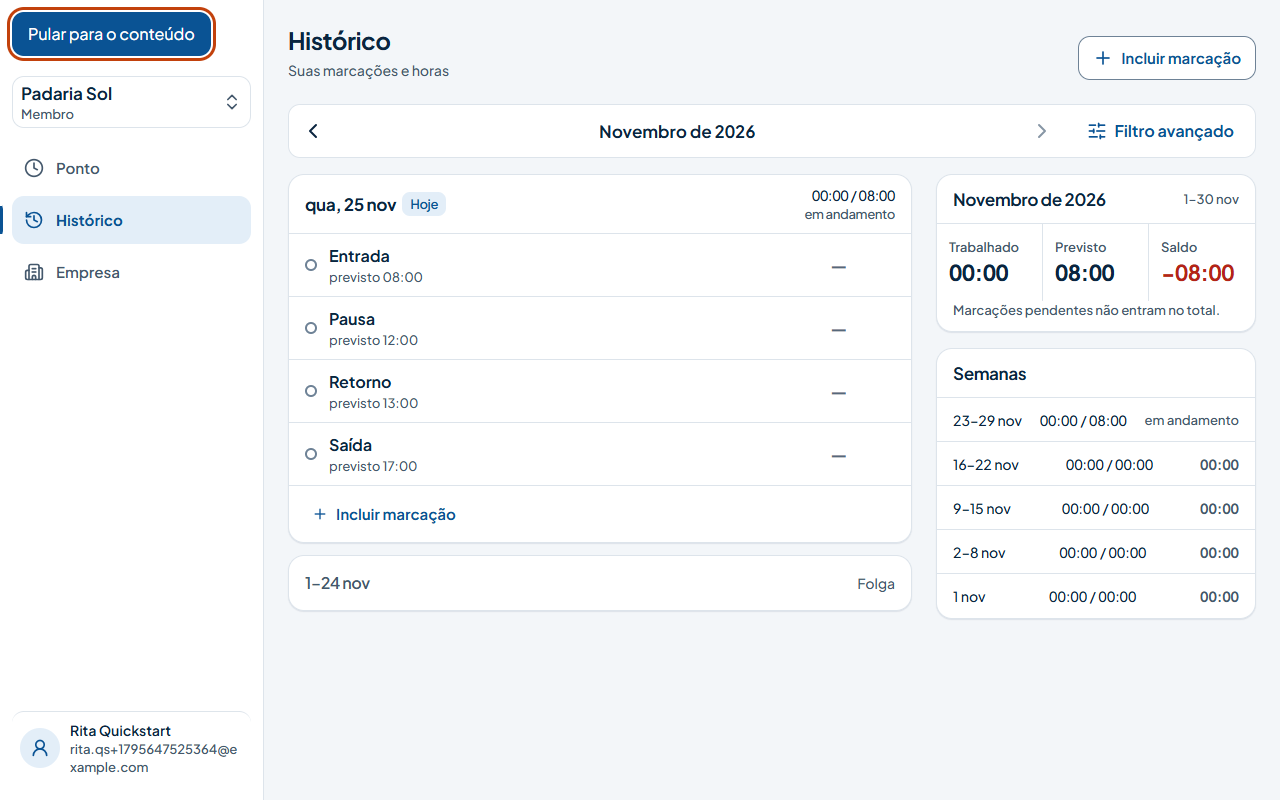 Pular para o conteúdo
Padaria Sol
Membro
Ponto
Histórico
Empresa
Rita Quickstart
rita.qs+1795647525364@e
xample.com
Histórico
Suas marcações e horas
Incluir marcação
Novembro de 2026
Filtro avançado
qua, 25 nov Hoje
00:00 / 08:00
em andamento
Entrada
previsto 08:00
—
Pausa
previsto 12:00
—
Retorno
previsto 13:00
—
Saída
previsto 17:00
—
Incluir marcação
1–24 nov Folga
Novembro de 2026 1–30 nov
Trabalhado Previsto Saldo
00:00 08:00 −08:00
Marcações pendentes não entram no total.
Semanas
23–29 nov 00:00 / 08:00 em andamento
16–22 nov 00:00 / 00:00 00:00
9–15 nov 00:00 / 00:00 00:00
2–8 nov 00:00 / 00:00 00:00
1 nov 00:00 / 00:00 00:00